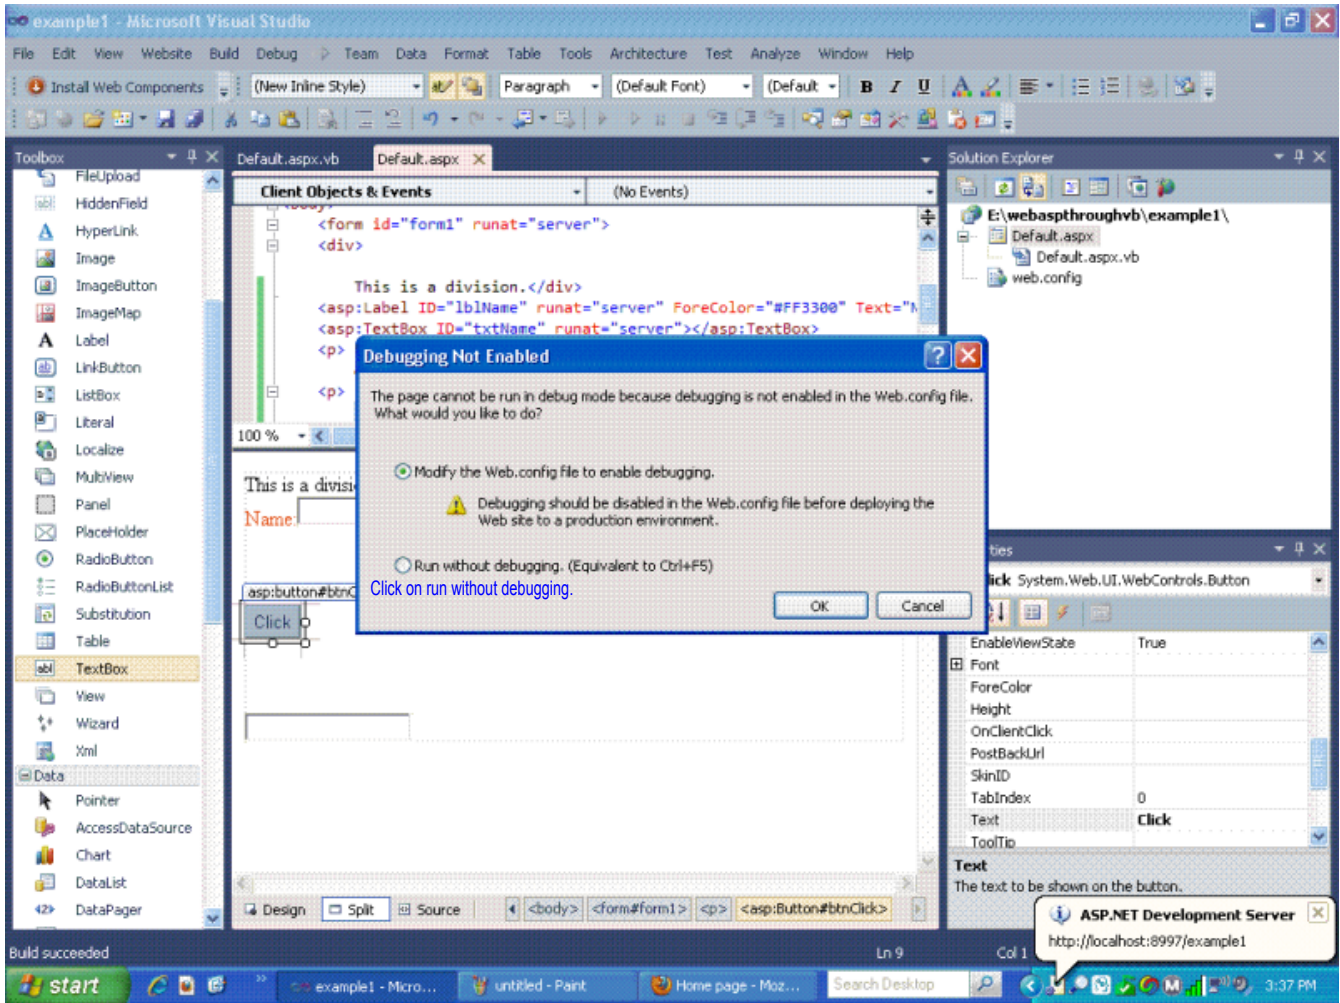 example1 - Microsoft Visual Studio
File Edit View Website Build Debug Team Data Format Table Tools Architecture Test Analyze Window Help
Install Web Components (New Inline Style) Paragraph (Default Font) (Default B I U
Toolbox
FileUpload
HiddenField
HyperLink
Image
ImageButton
ImageMap
A Label
LinkButton
ListBox
Literal
Localize
MultiView
Panel
PlaceHolder
RadioButton
RadioButtonList
Substitution
Table
abl TextBox
View
Wizard
Xml
Data
Pointer
AccessDataSource
Chart
DataList
DataPager
Default.aspx.vb Default.aspx
Client Objects & Events (No Events)
<body>
<form id="form1" runat="server">
<div>
This is a division.</div>
<asp:Label ID="lblName" runat="server" ForeColor="#FF3300" Text="N
<asp:TextBox ID="txtName" runat="server"></asp:TextBox>
<p>
<p>
100 %
Debugging Not Enabled
The page cannot be run in debug mode because debugging is not enabled in the Web.config file.
What would you like to do?
Modify the Web.config file to enable debugging.
Debugging should be disabled in the Web.config file before deploying the
Web site to a production environment.
Run without debugging. (Equivalent to Ctrl+F5)
Click on run without debugging.
OK Cancel
This is a divisi
Name:
asp:button#btnC
Click
Design Split Source <body> <form#form1> <p> <asp:Button#btnClick>
Solution Explorer
E:\webaspthroughvb\example1\
Default.aspx
Default.aspx.vb
web.config
ties
lick System.Web.UI.WebControls.Button
EnableViewState True
Font
ForeColor
Height
OnClientClick
PostBackUrl
SkinID
TabIndex 0
Text Click
ToolTip
Text
The text to be shown on the button.
ASP.NET Development Server
http://localhost:8997/example1
Build succeeded Ln 9 Col 1
start example1 - Micro... untitled - Paint Home page - Moz... Search Desktop 3:37 PM